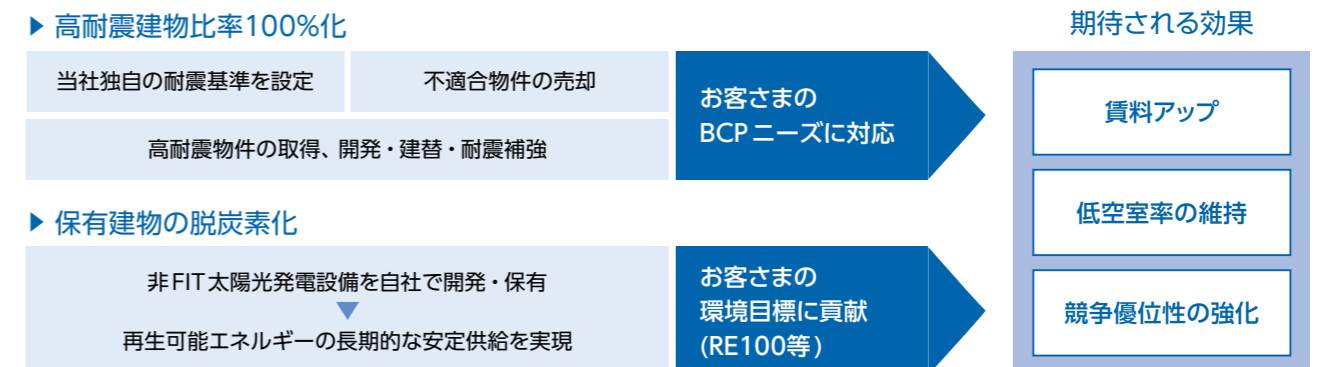 ▶ 高耐震建物比率100%化
当社独自の耐震基準を設定
不適合物件の売却
高耐震物件の取得、開発・建替・耐震補強
お客さまの
BCPニーズに対応
▶ 保有建物の脱炭素化
非FIT太陽光発電設備を自社で開発・保有
▼
再生可能エネルギーの長期的な安定供給を実現
お客さまの
環境目標に貢献
(RE100等)
期待される効果
賃料アップ
低空室率の維持
競争優位性の強化